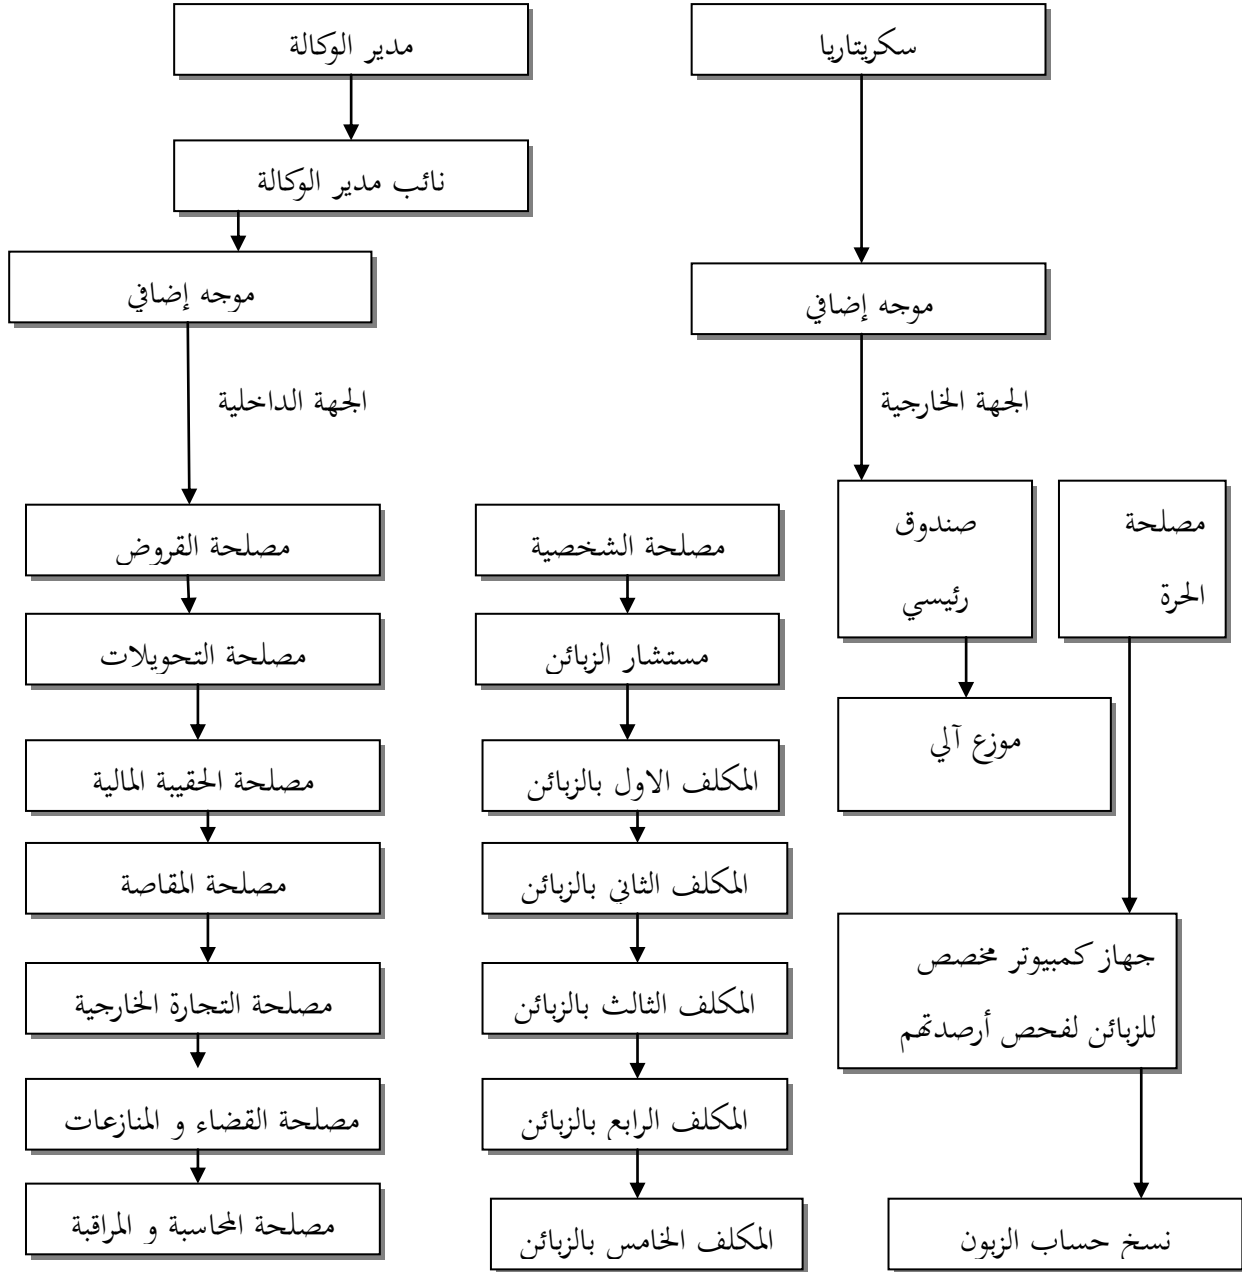 سكريتاريا
مدير الوكالة
نائب مدير الوكالة
موجه إضافي
موجه إضافي
الجهة الخارجية
الجهة الداخلية
مصلحة
الحرة
صندوق
رئيسي
مصلحة الشخصية
مصلحة القروض
مستشار الزبائن
مصلحة التحويلات
موزع آلي
المكلف الاول بالزبائن
مصلحة الحقيبة المالية
المكلف الثاني بالزبائن
مصلحة المقاصة
جهاز كمبيوتر مخصص
للزبائن لفحص أرصدتهم
المكلف الثالث بالزبائن
مصلحة التجارة الخارجية
المكلف الرابع بالزبائن
مصلحة القضاء و المنازعات
نسخ حساب الزبون
المكلف الخامس بالزبائن
مصلحة المحاسبة و المراقبة